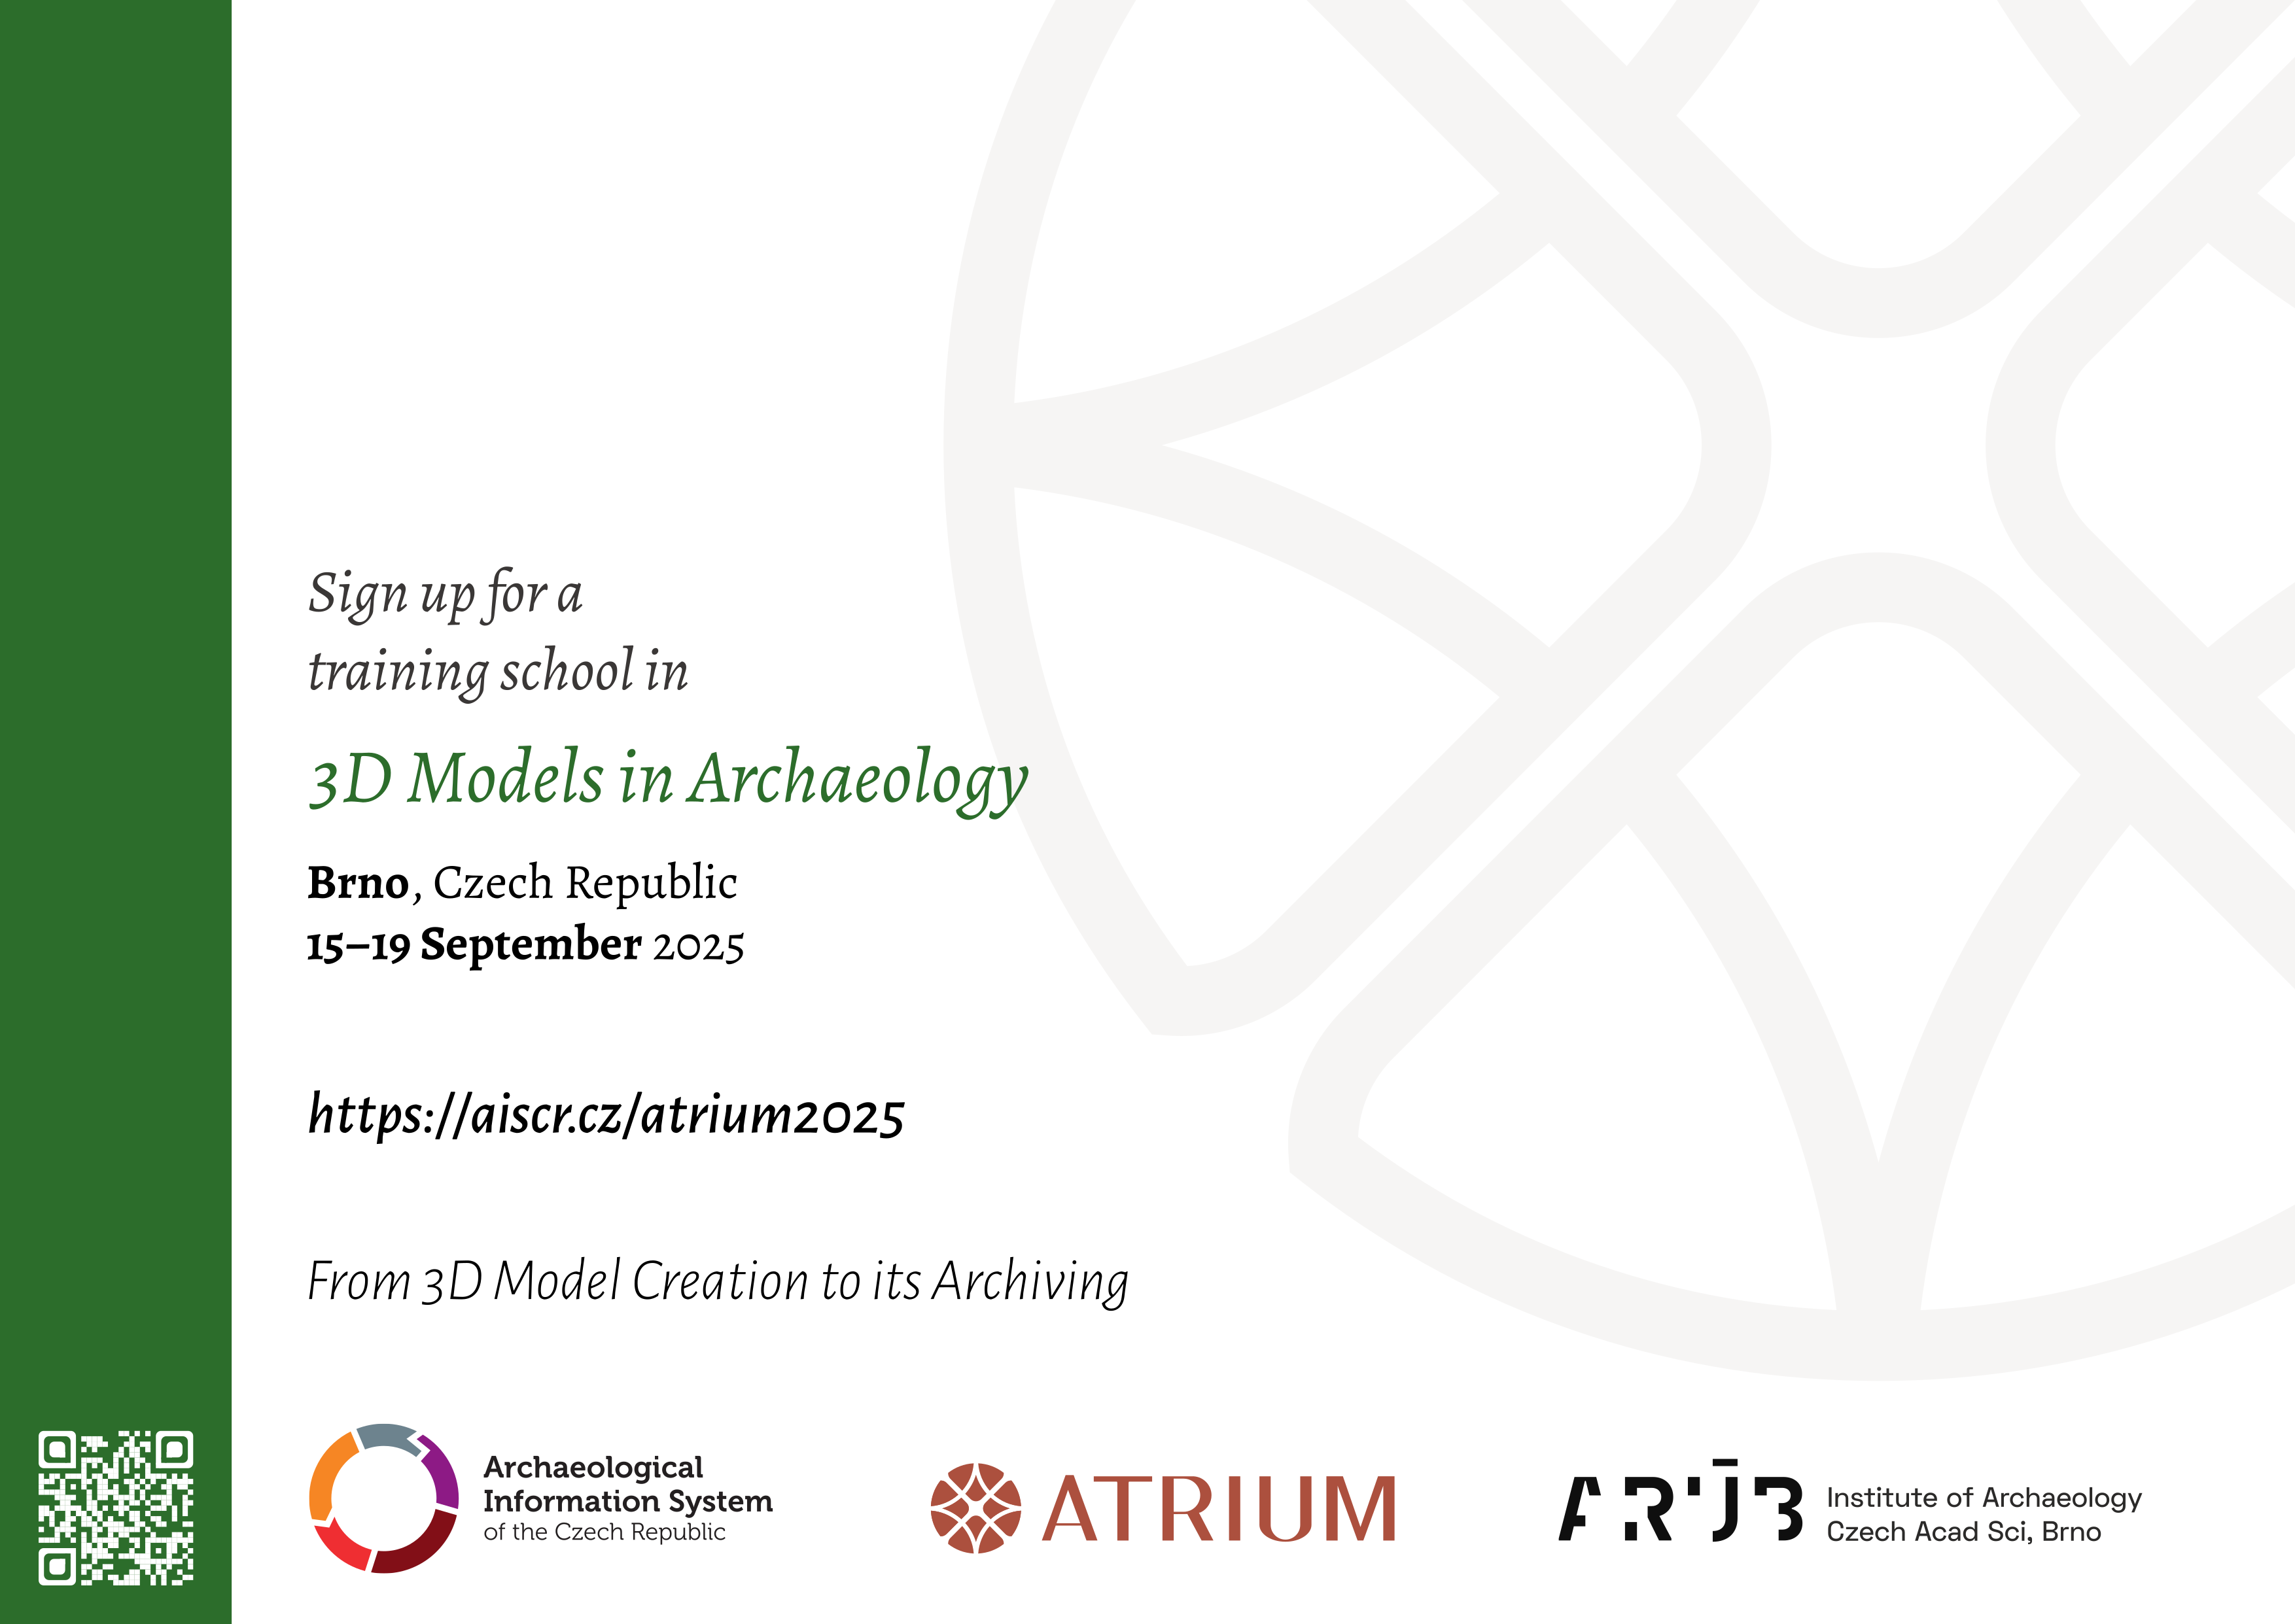 Sign up for a
training school in
3D Models in Archaeology
Brno, Czech Republic
15–19 September 2025
https://aiscr.cz/atrium2025
From 3D Model Creation to its Archiving
Archaeological
Information System
of the Czech Republic
ATRIUM
ARÚB
Institute of Archaeology
Czech Acad Sci, Brno